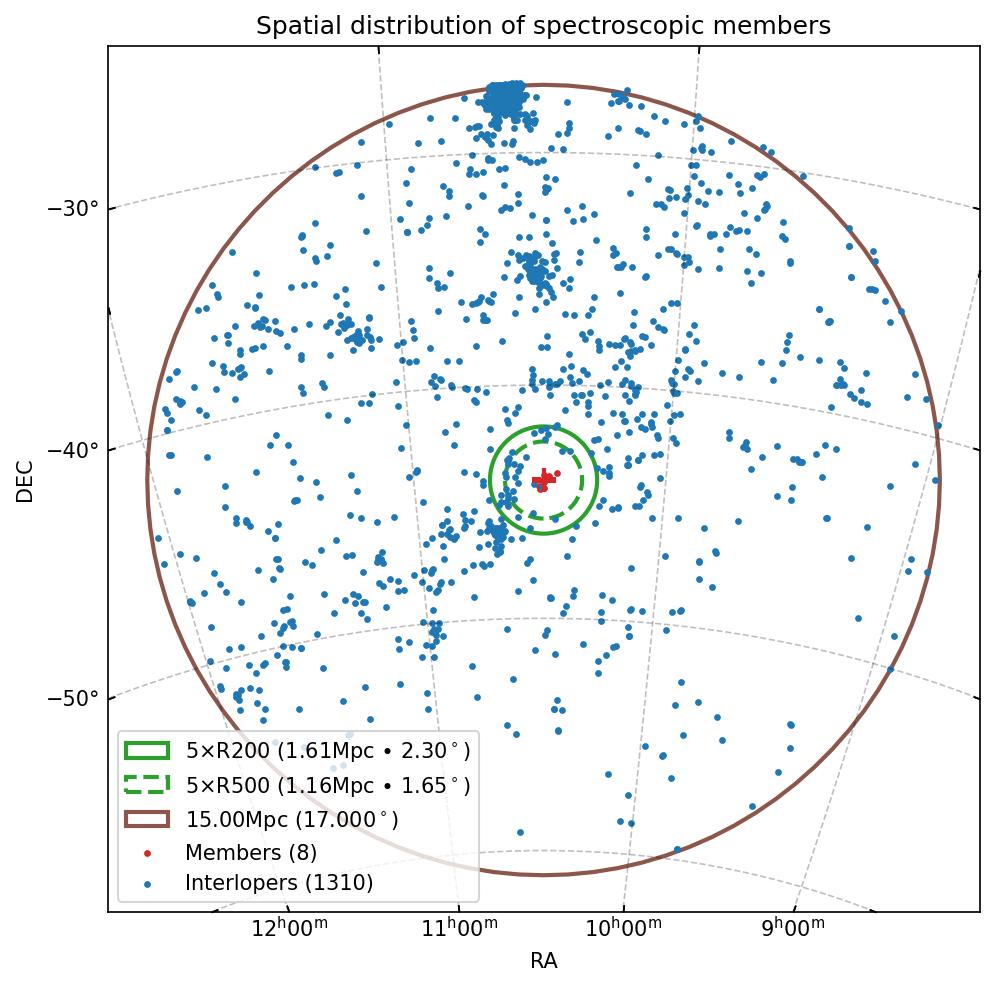 Spatial distribution of spectroscopic members
−30°
−40°
−50°
DEC
5×R200 (1.61Mpc • 2.30°)
5×R500 (1.16Mpc • 1.65°)
15.00Mpc (17.000°)
Members (8)
Interlopers (1310)
12h00m 11h00m 10h00m 9h00m
RA